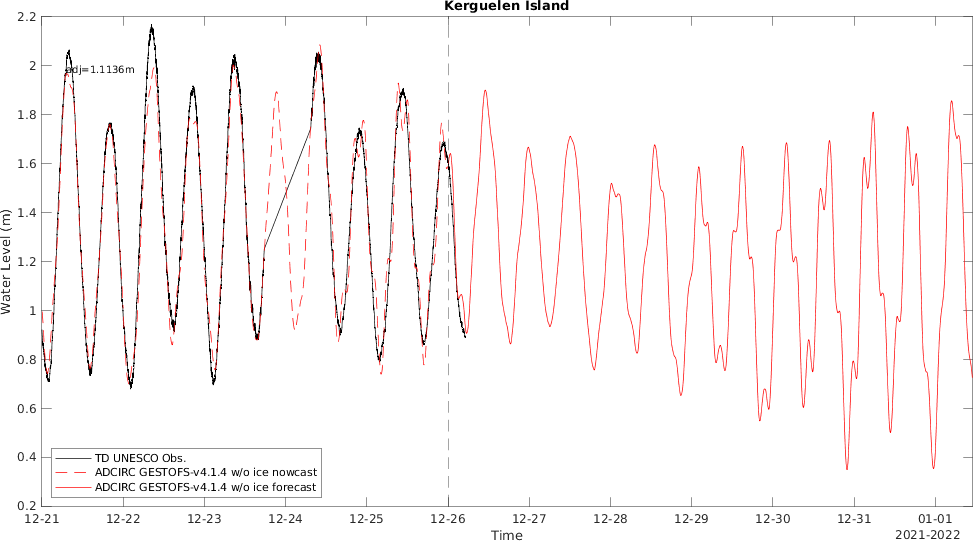 Kerguelen Island
2.2
2
1.8
1.6
1.4
1.2
1
0.8
0.6
0.4
0.2
Water Level (m)
adj=1.1136m
TD UNESCO Obs.
ADCIRC GESTOFS-v4.1.4 w/o ice nowcast
ADCIRC GESTOFS-v4.1.4 w/o ice forecast
12-21 12-22 12-23 12-24 12-25 12-26 12-27 12-28 12-29 12-30 12-31 01-01
2021-2022
Time